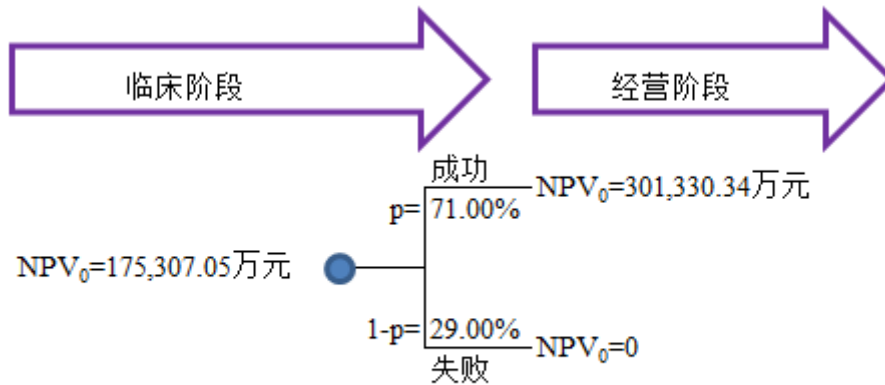 临床阶段
经营阶段
成功
NPV₀=301,330.34万元
p= 71.00%
NPV₀=175,307.05万元
1-p= 29.00%
NPV₀=0
失败